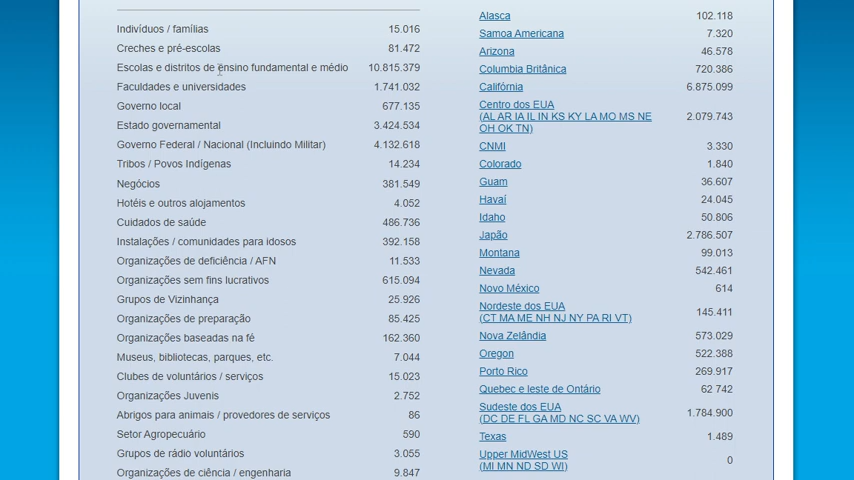 Indivíduos / famílias 15.016
Creches e pré-escolas 81.472
Escolas e distritos de ensino fundamental e médio 10.815.379
Faculdades e universidades 1.741.032
Governo local 677.135
Estado governamental 3.424.534
Governo Federal / Nacional (Incluindo Militar) 4.132.618
Tribos / Povos Indígenas 14.234
Negócios 381.549
Hotéis e outros alojamentos 4.052
Cuidados de saúde 486.736
Instalações / comunidades para idosos 392.158
Organizações de deficiência / AFN 11.533
Organizações sem fins lucrativos 615.094
Grupos de Vizinhança 25.926
Organizações de preparação 85.425
Organizações baseadas na fé 162.360
Museus, bibliotecas, parques, etc. 7.044
Clubes de voluntários / serviços 15.023
Organizações Juvenis 2.752
Abrigos para animais / provedores de serviços 86
Setor Agropecuário 590
Grupos de rádio voluntários 3.055
Organizações de ciência / engenharia 9.847
Alasca 102.118
Samoa Americana 7.320
Arizona 46.578
Columbia Britânica 720.386
Califórnia 6.875.099
Centro dos EUA
(AL AR IA IL IN KS KY LA MO MS NE 2.079.743
OH OK TN)
CNMI 3.330
Colorado 1.840
Guam 36.607
Havaí 24.045
Idaho 50.806
Japão 2.786.507
Montana 99.013
Nevada 542.461
Novo México 614
Nordeste dos EUA
(CT MA ME NH NJ NY PA RI VT) 145.411
Nova Zelândia 573.029
Oregon 522.388
Porto Rico 269.917
Quebec e leste de Ontário 62 742
Sudeste dos EUA
(DC DE FL GA MD NC SC VA WV) 1.784.900
Texas 1.489
Upper MidWest US
(MI MN ND SD WI) 0